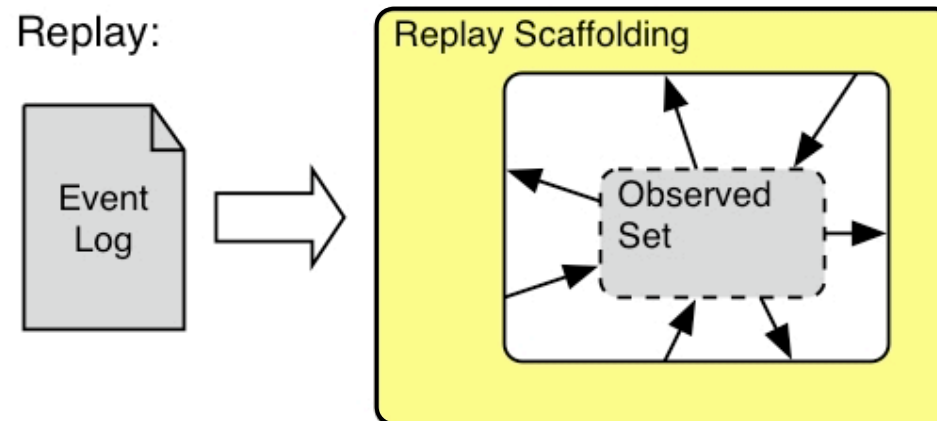 Replay:
Replay Scaffolding
Event
Log
Observed
Set